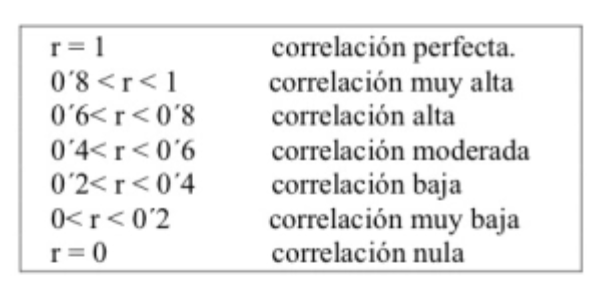 r = 1 correlación perfecta.
0´8 < r < 1 correlación muy alta
0´6< r < 0´8 correlación alta
0´4< r < 0´6 correlación moderada
0´2< r < 0´4 correlación baja
0< r < 0´2 correlación muy baja
r = 0 correlación nula